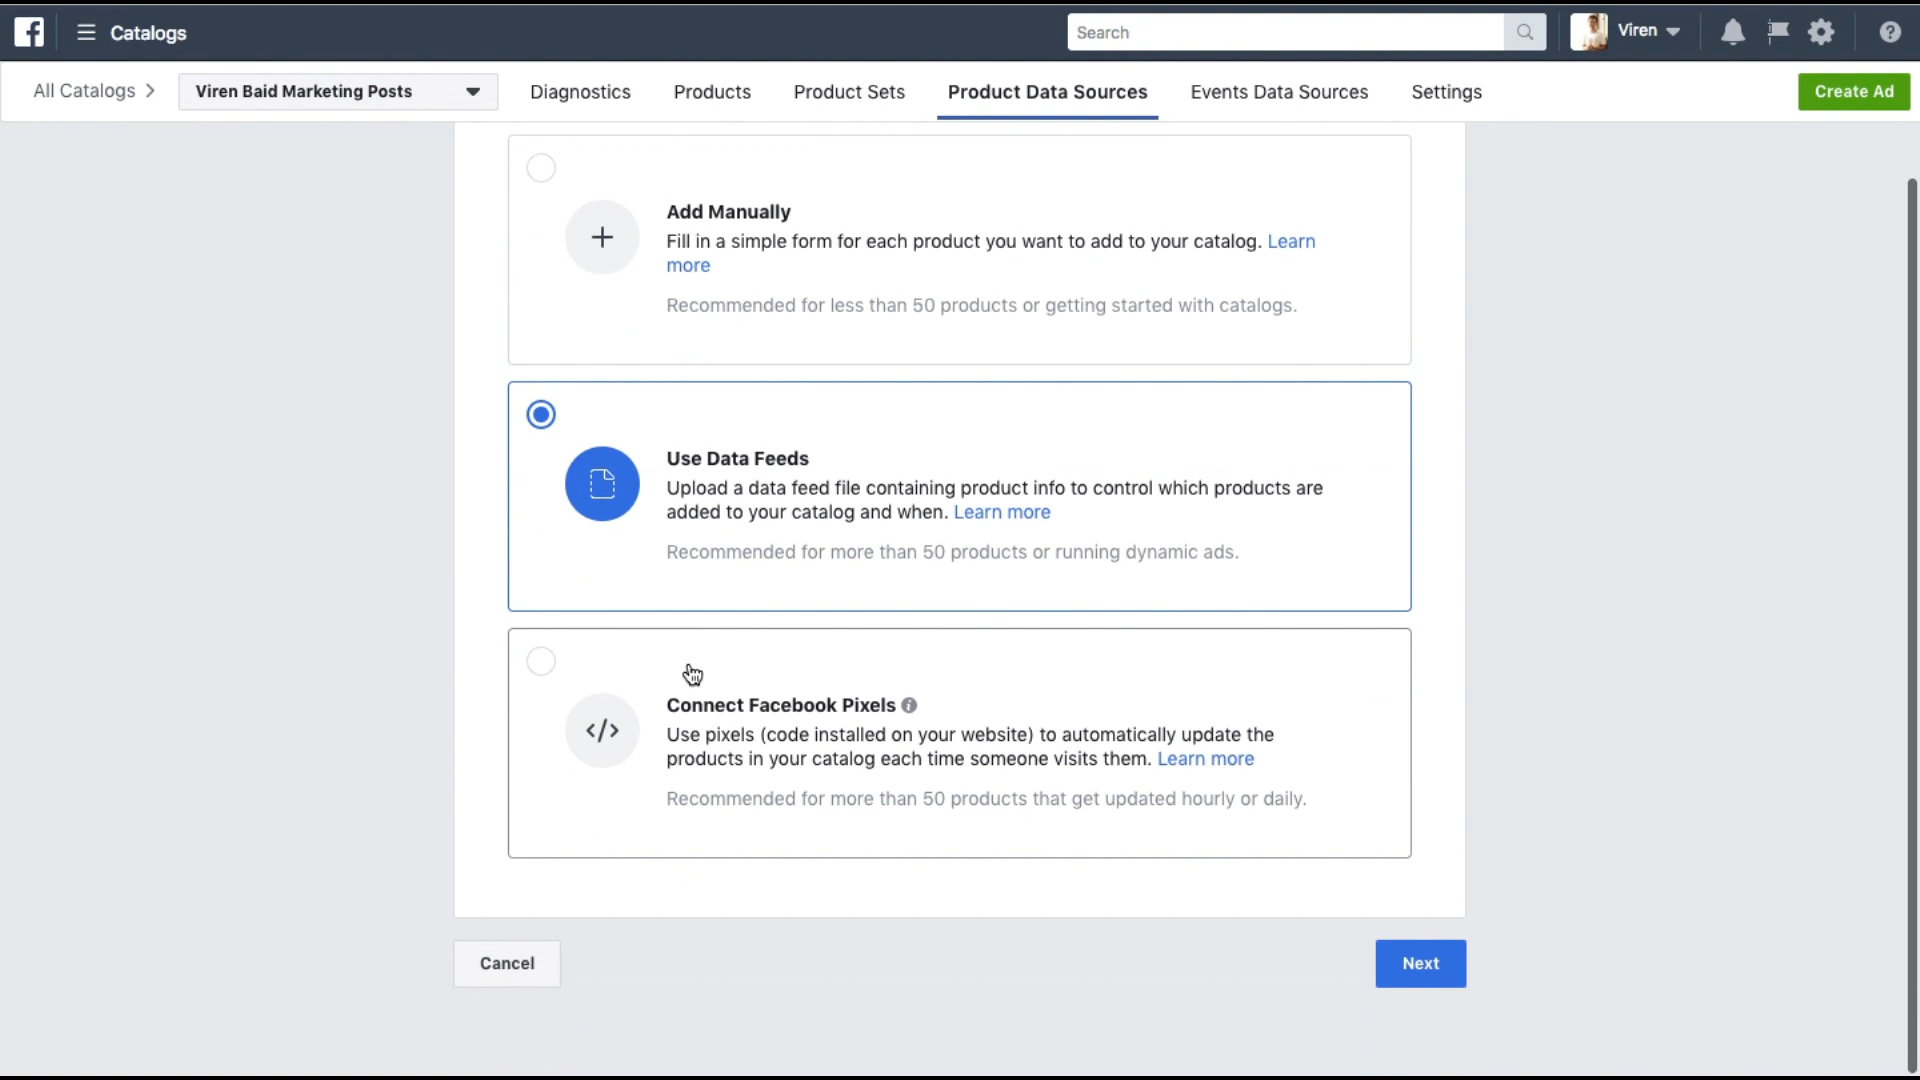 Catalogs
Search
Viren
All Catalogs
Viren Baid Marketing Posts
Diagnostics
Products
Product Sets
Product Data Sources
Events Data Sources
Settings
Create Ad
Add Manually
Fill in a simple form for each product you want to add to your catalog. Learn
more
Recommended for less than 50 products or getting started with catalogs.
Use Data Feeds
Upload a data feed file containing product info to control which products are
added to your catalog and when. Learn more
Recommended for more than 50 products or running dynamic ads.
Connect Facebook Pixels
Use pixels (code installed on your website) to automatically update the
products in your catalog each time someone visits them. Learn more
Recommended for more than 50 products that get updated hourly or daily.
Cancel
Next